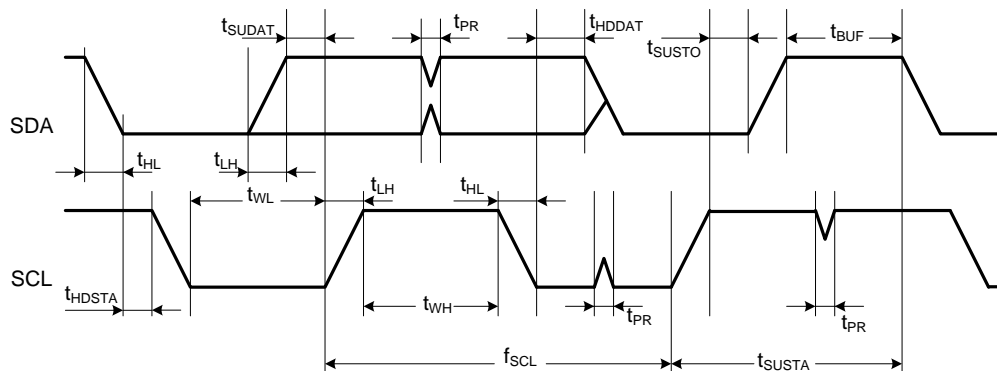 tSUDAT tPR tHDDAT tSUSTO tBUF
SDA
tHL tLH tWL tLH tHL
SCL
tHDSTA tWH tPR tPR
fSCL tSUSTA